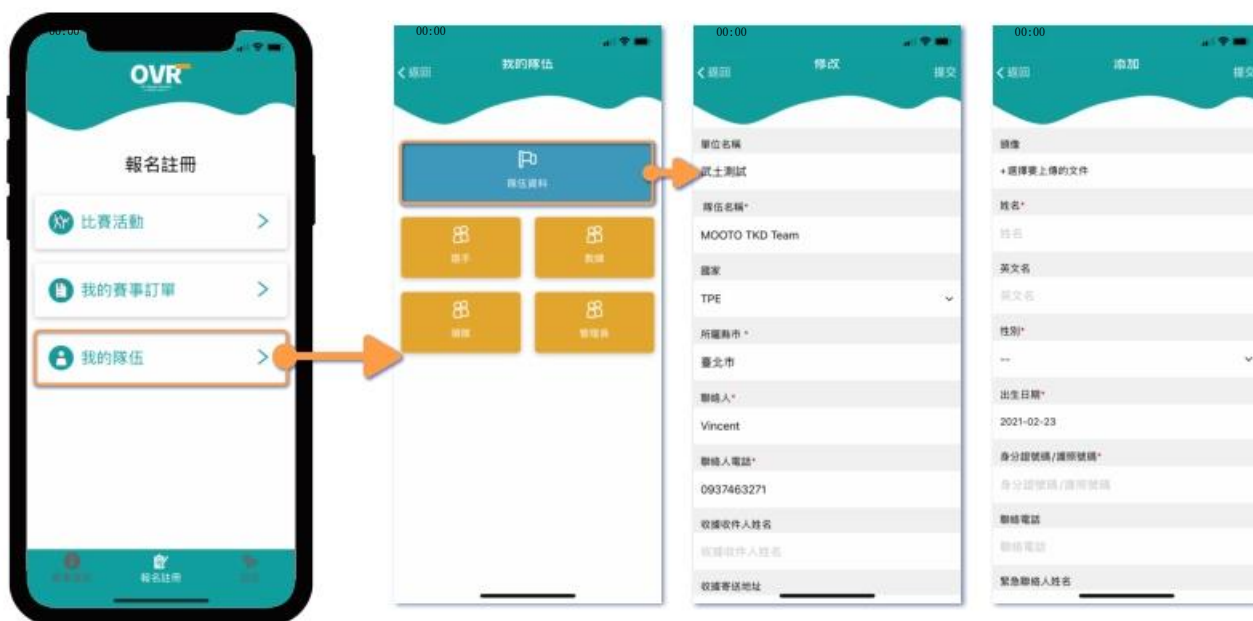 00:00
OVR
報名註冊
比賽活動
我的賽事訂單
我的隊伍
報名註冊
00:00
返回
我的隊伍
隊伍資料
選手
教練
領隊
管理員
00:00
返回
修改
提交
單位名稱
武士測試
隊伍名稱*
MOOTO TKD Team
國家
TPE
所屬縣市 *
臺北市
聯絡人*
Vincent
聯絡人電話*
0937463271
收據收件人姓名
收據收件人姓名
收據寄送地址
00:00
返回
添加
提交
頭像
+選擇要上傳的文件
姓名*
姓名
英文名
英文名
性別*
--
出生日期*
2021-02-23
身分證號碼/護照號碼*
身分證號碼/護照號碼
聯絡電話
聯絡電話
緊急聯絡人姓名